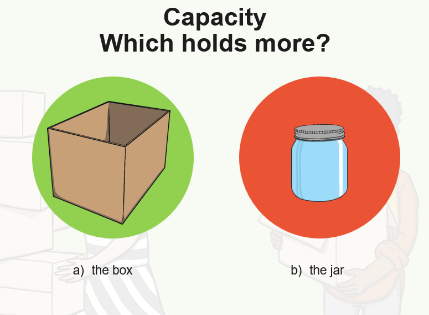 Capacity
Which holds more?
a) the box
b) the jar